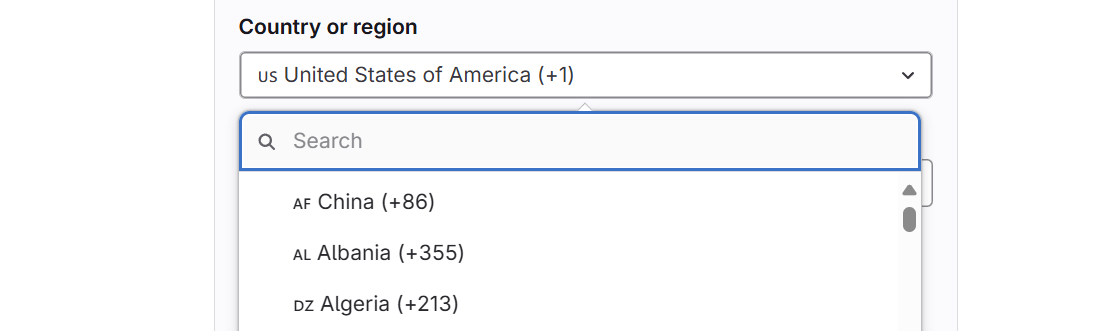 Country or region
US United States of America (+1)
Search
AF China (+86)
AL Albania (+355)
DZ Algeria (+213)